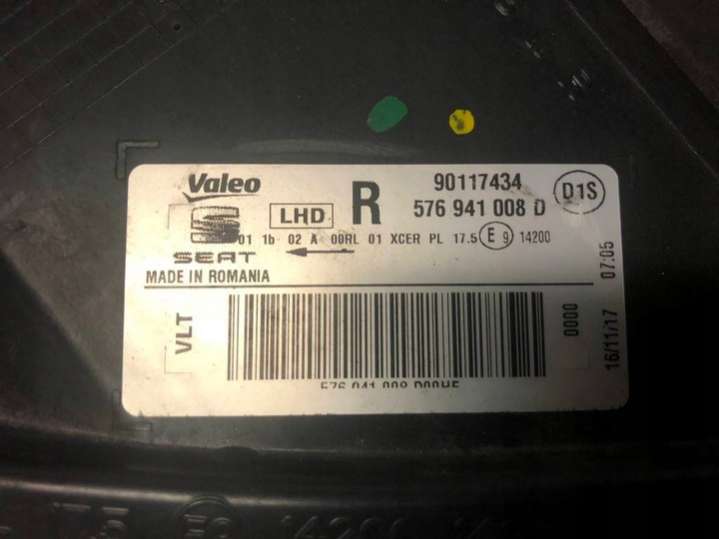 Valeo
R
90117434
576 941 008 D
D1S
LHD
S
01 1b 02 A 00RL 01 XCER PL 17.5 E 9 14200
SEAT
MADE IN ROMANIA
VLT
0000
16/11/17 07:05